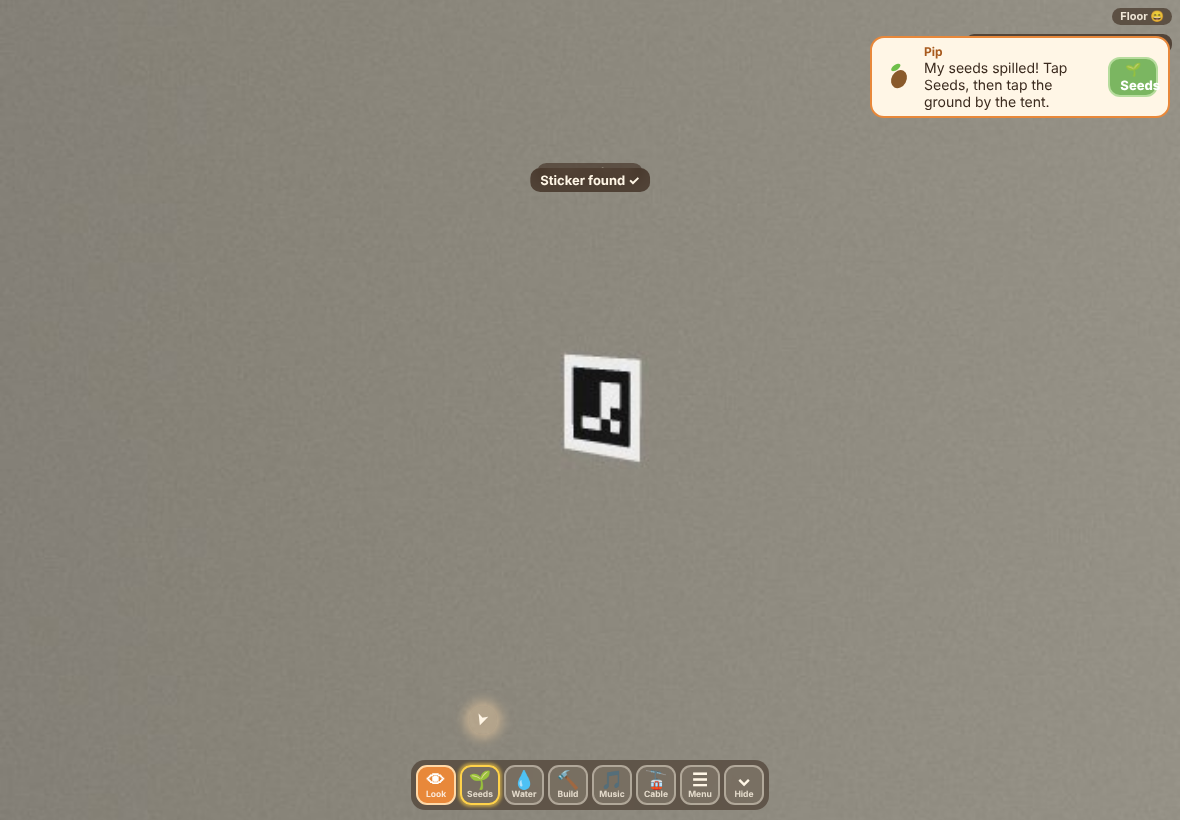 Floor 😄
Pip
My seeds spilled! Tap
Seeds, then tap the
ground by the tent.
Seeds
Sticker found ✓
Look
Seeds
Water
Build
Music
Cable
Menu
Hide